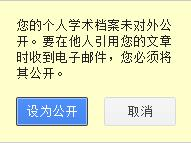 您的个人学术档案未对外公
开。要在他人引用您的文章
时收到电子邮件，您必须将
其公开。
设为公开 取消